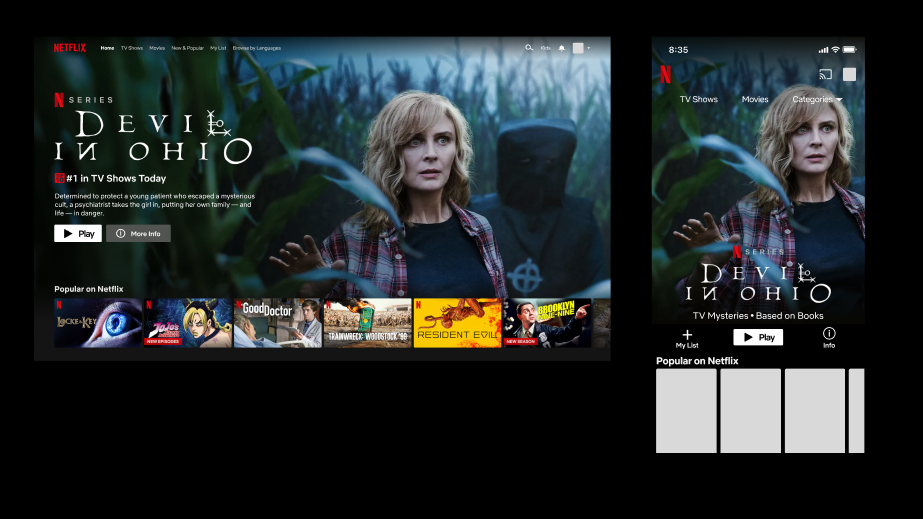 NETFLIX Home TV Shows Movies New & Popular My List Browse by Languages Kids
N SERIES
DEVIL
IN OHIO
#1 in TV Shows Today
Determined to protect a young patient who escaped a mysterious
cult, a psychiatrist takes the girl in, putting her own family — and
life — in danger.
Play More Info
Popular on Netflix
LOCKE & KEY
JoJo's
NEW EPISODES
the GoodDoctor
TRAINWRECK: WOODSTOCK '99
RESIDENT EVIL
BROOKLYN
NINE-NINE
NEW SEASON
8:35
N
TV Shows Movies Categories
N SERIES
DEVIL
IN OHIO
TV Mysteries • Based on Books
My List Play Info
Popular on Netflix